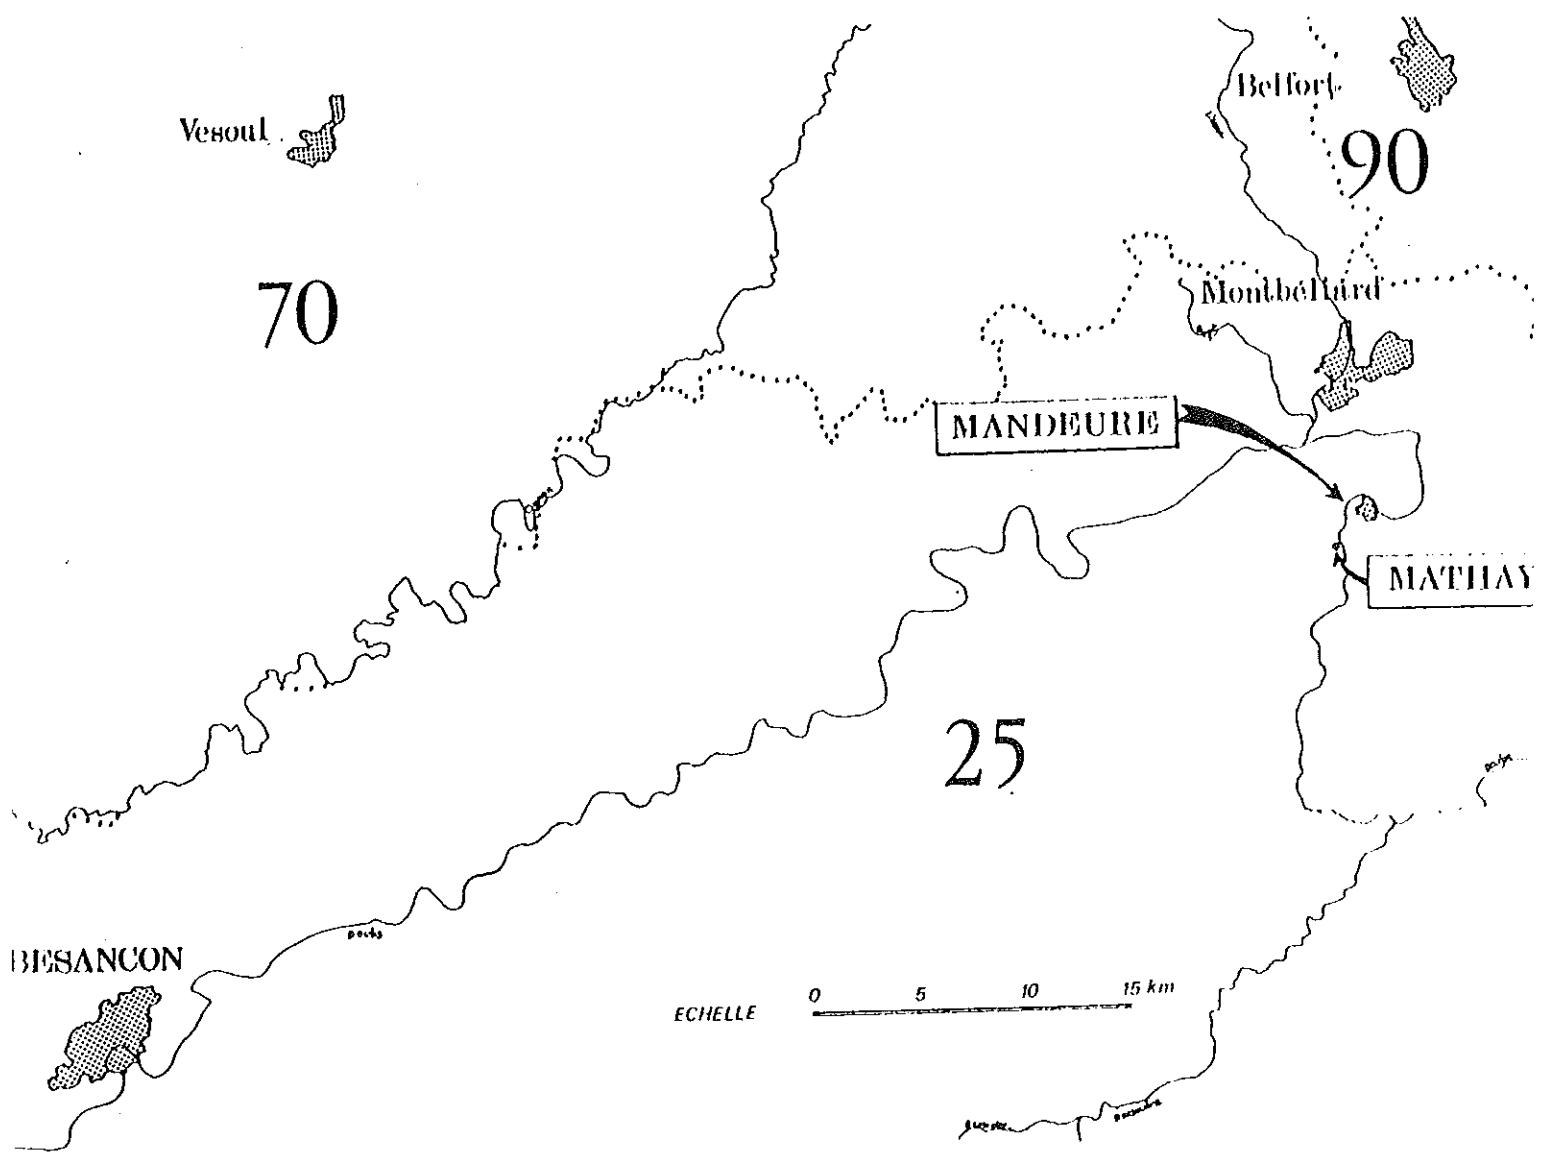 Belfort
Vesoul
90
70
Montbéliard
MANDEURE
MATHAY
25
BESANCON
ECHELLE 0 5 10 15 km